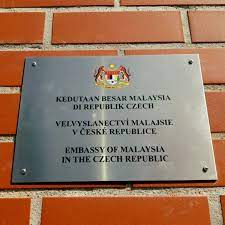 KEDUTAAN BESAR MALAYSIA
DI REPUBLIK CZECH
VELVYSLANECTVÍ MALAJSIE
V ČESKÉ REPUBLICE
EMBASSY OF MALAYSIA
IN THE CZECH REPUBLIC